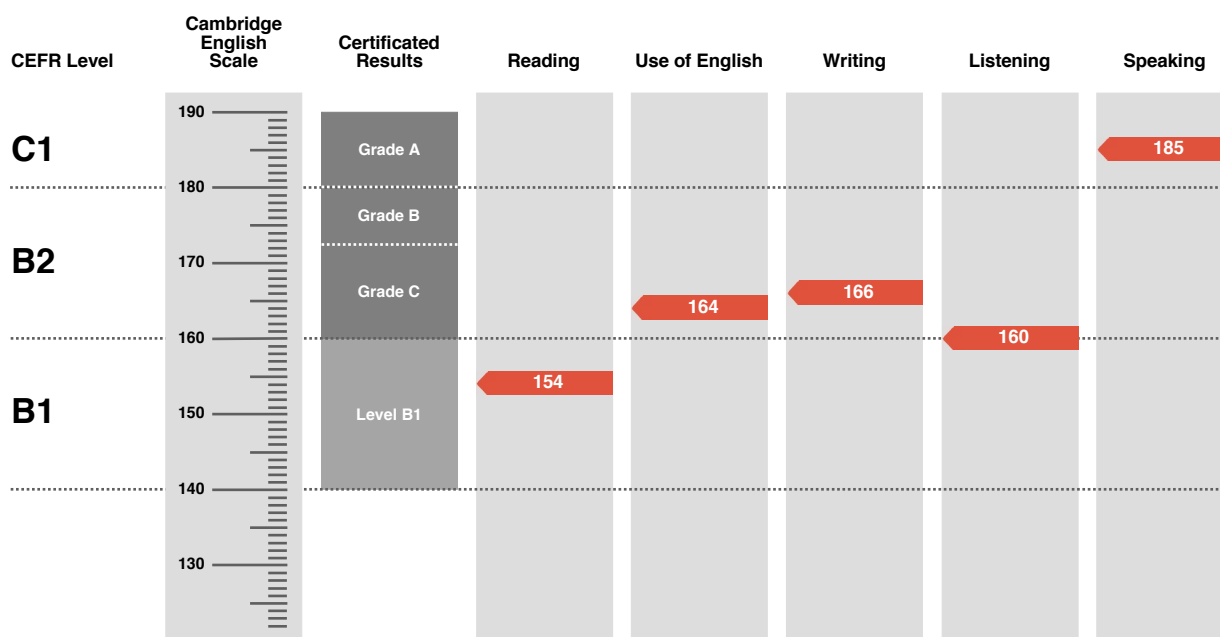 CEFR Level
Cambridge
English
Scale
Certificated
Results
Reading
Use of English
Writing
Listening
Speaking
190
C1
Grade A
185
180
Grade B
B2
170
Grade C
166
164
160
160
154
B1
150
Level B1
140
130